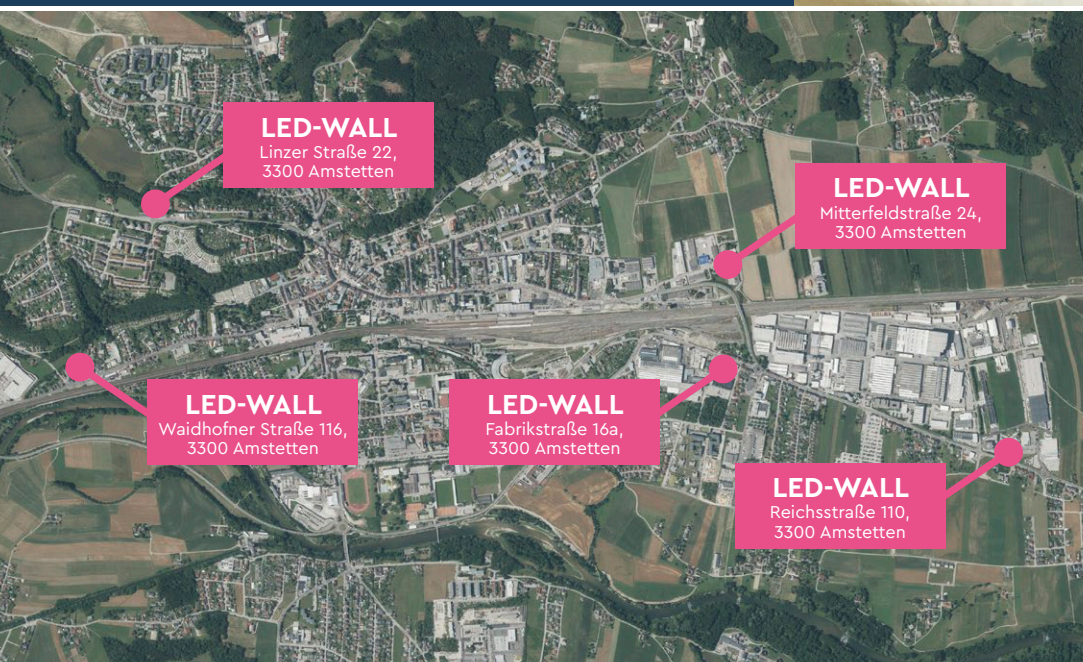 LED-WALL
Linzer Straße 22,
3300 Amstetten
LED-WALL
Mitterfeldstraße 24,
3300 Amstetten
LED-WALL
Waidhofner Straße 116,
3300 Amstetten
LED-WALL
Fabrikstraße 16a,
3300 Amstetten
LED-WALL
Reichsstraße 110,
3300 Amstetten